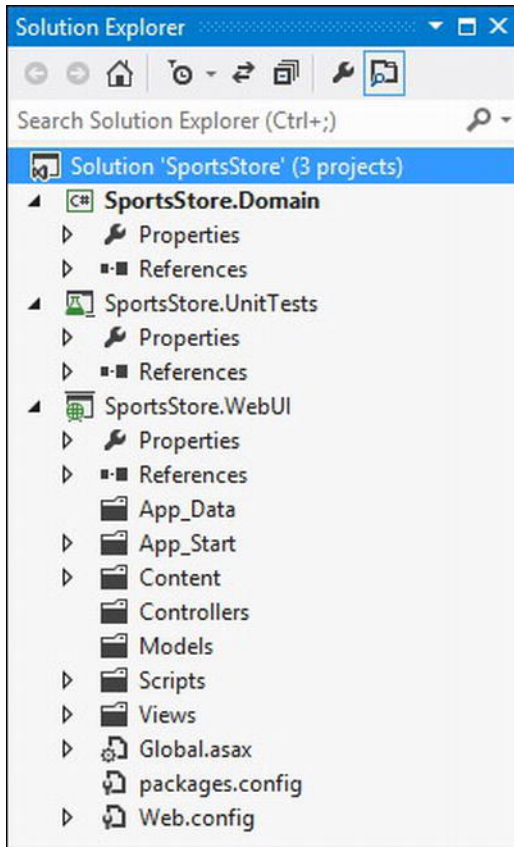 Solution Explorer
Search Solution Explorer (Ctrl+;)
Solution 'SportsStore' (3 projects)
C# SportsStore.Domain
Properties
References
SportsStore.UnitTests
Properties
References
SportsStore.WebUI
Properties
References
App_Data
App_Start
Content
Controllers
Models
Scripts
Views
Global.asax
packages.config
Web.config